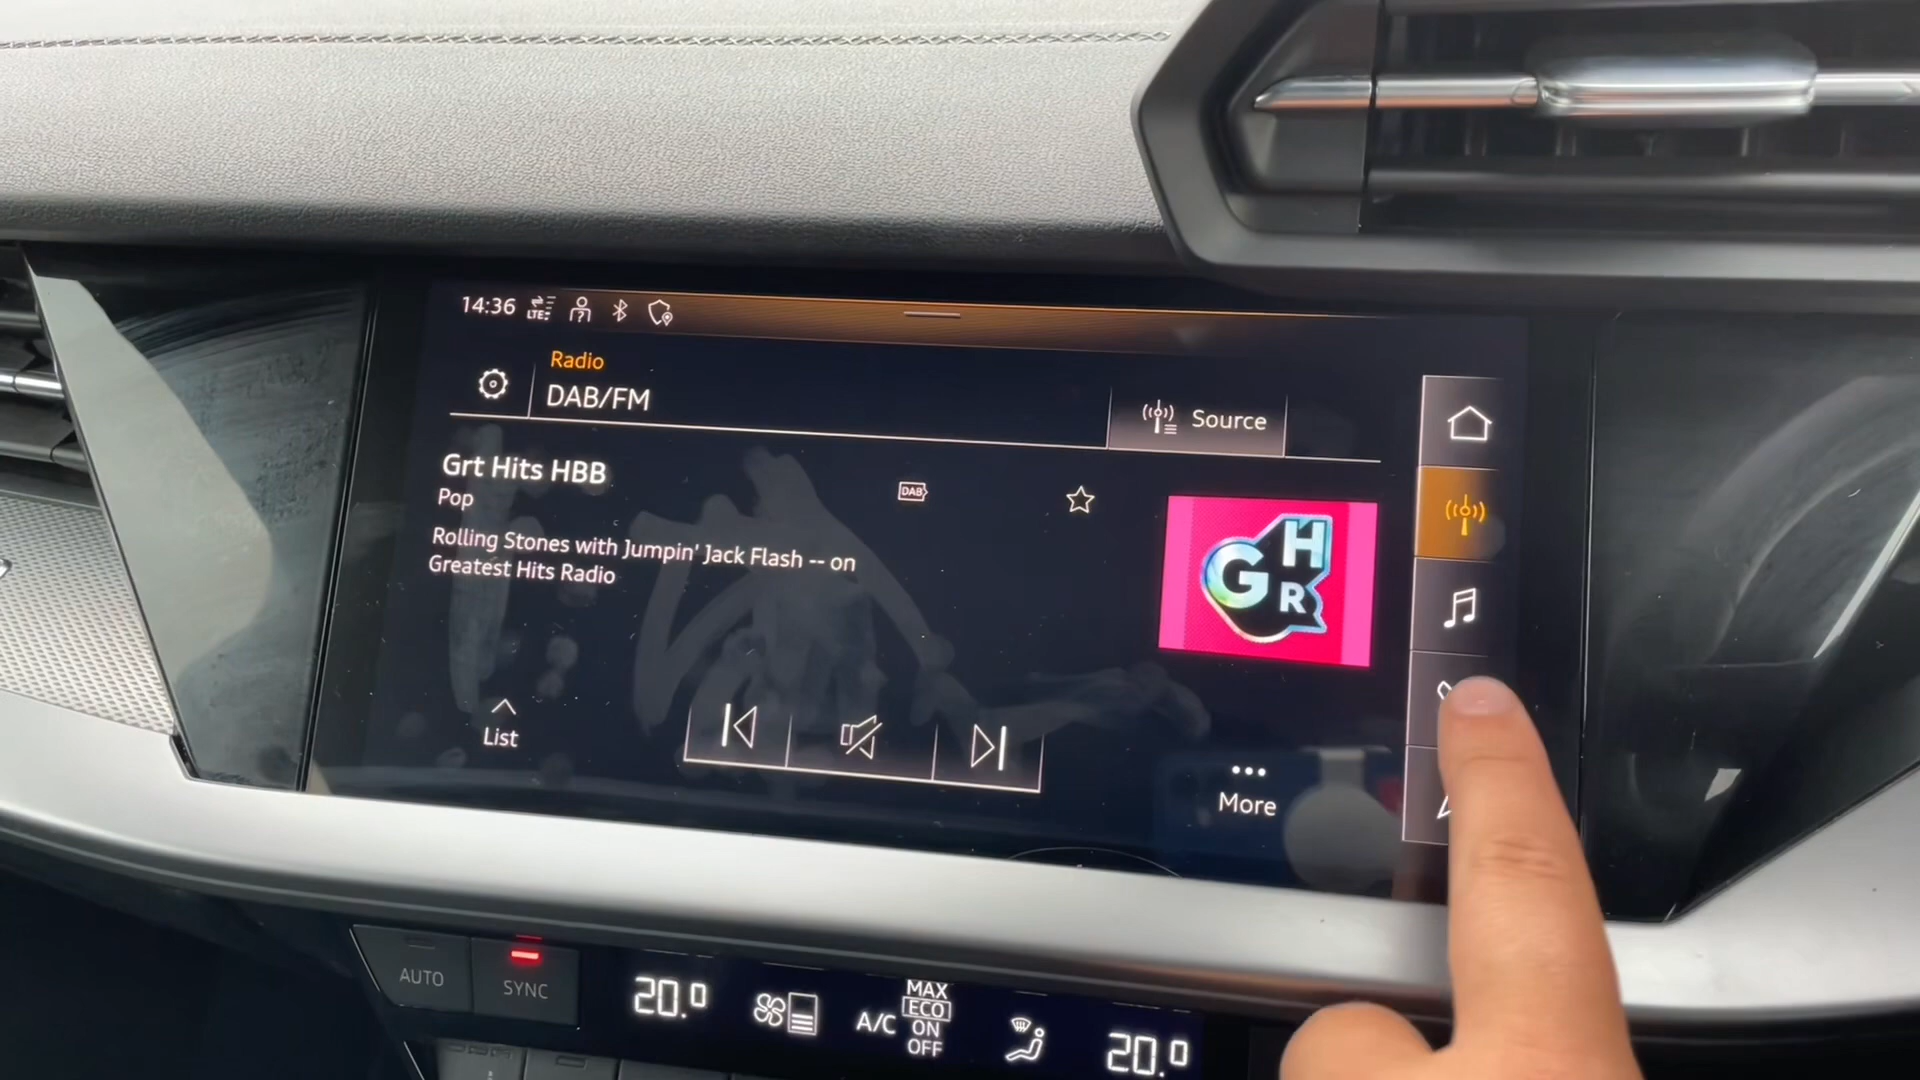 14:36 LTE
Radio
DAB/FM
Source
Grt Hits HBB
Pop
DAB
Rolling Stones with Jumpin' Jack Flash -- on
Greatest Hits Radio
GHR
List
More
AUTO
SYNC
20.0
A/C
MAX
ECO
ON
OFF
20.0